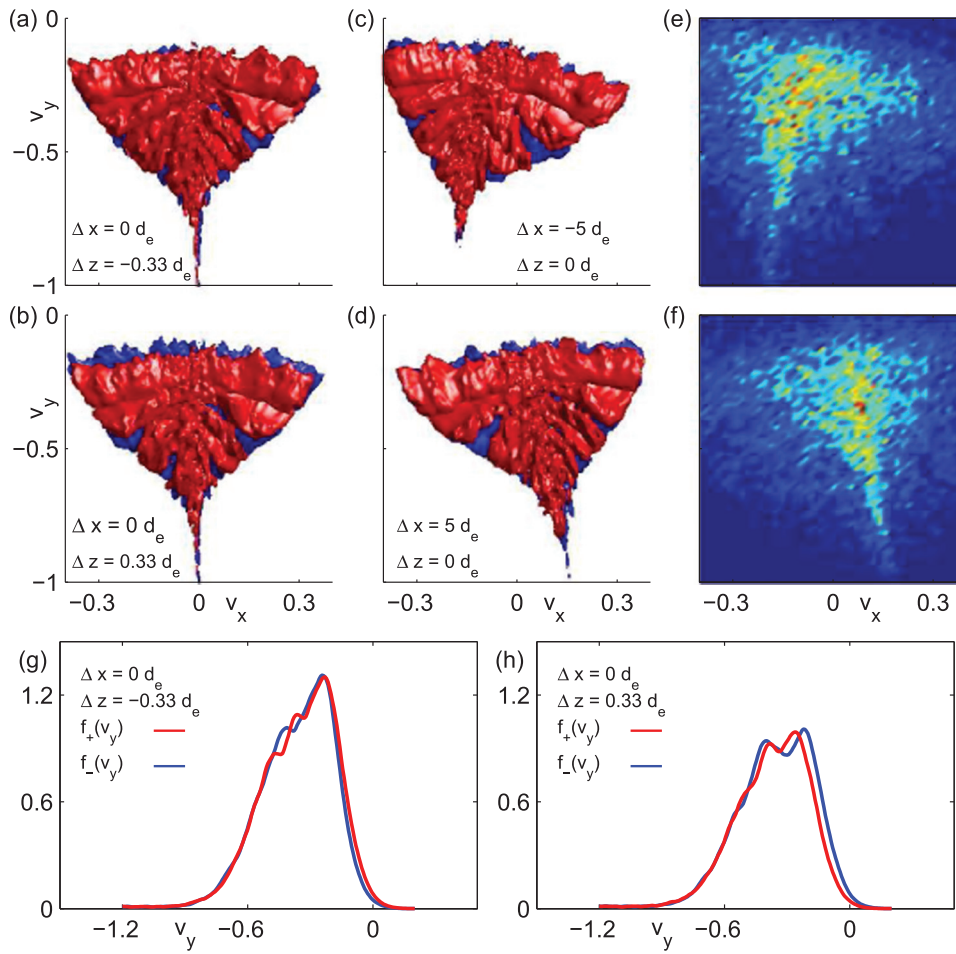 (a)
(c)
(e)
0
v_y
−0.5
−1
Δ x = 0 d_e
Δ z = −0.33 d_e
Δ x = −5 d_e
Δ z = 0 d_e
(b)
(d)
(f)
0
v_y
−0.5
−1
Δ x = 0 d_e
Δ z = 0.33 d_e
Δ x = 5 d_e
Δ z = 0 d_e
−0.3 0 v_x 0.3
−0.3 0 v_x 0.3
−0.3 0 v_x 0.3
(g)
1.2
0.6
0
Δ x = 0 d_e
Δ z = −0.33 d_e
f_+(v_y)
f_−(v_y)
−1.2 v_y −0.6 0
(h)
1.2
0.6
0
Δ x = 0 d_e
Δ z = 0.33 d_e
f_+(v_y)
f_−(v_y)
−1.2 v_y −0.6 0